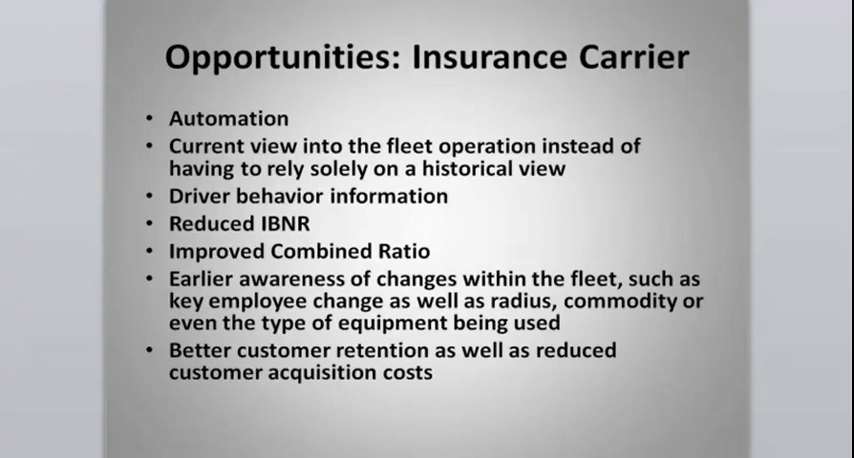 Opportunities: Insurance Carrier
• Automation
• Current view into the fleet operation instead of
having to rely solely on a historical view
• Driver behavior information
• Reduced IBNR
• Improved Combined Ratio
• Earlier awareness of changes within the fleet, such as
key employee change as well as radius, commodity or
even the type of equipment being used
• Better customer retention as well as reduced
customer acquisition costs